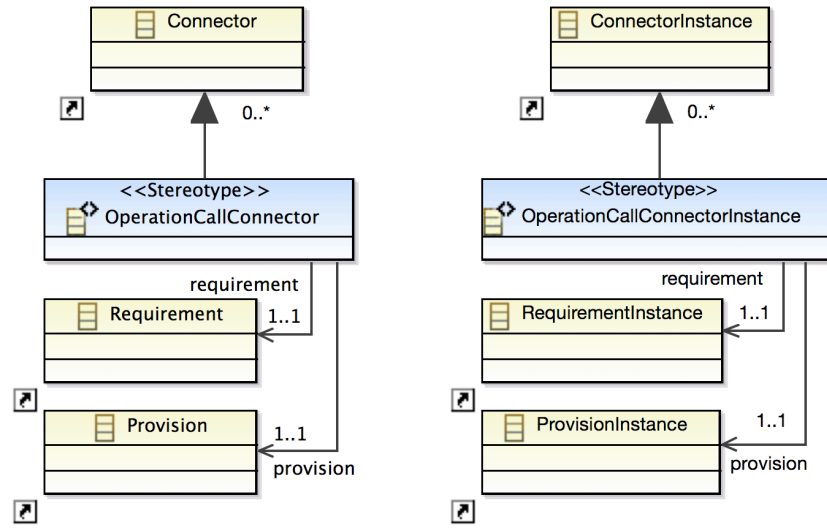 Connector
0..*
<<Stereotype>>
OperationCallConnector
requirement
Requirement
1..1
Provision
1..1
provision
ConnectorInstance
0..*
<<Stereotype>>
OperationCallConnectorInstance
requirement
RequirementInstance
1..1
ProvisionInstance
1..1
provision